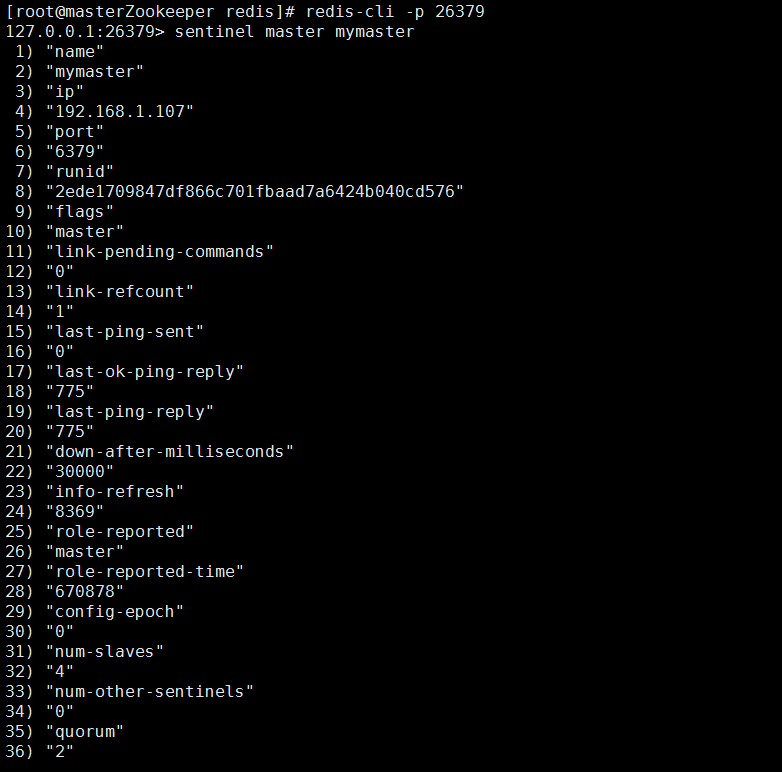 [root@masterZookeeper redis]# redis-cli -p 26379
127.0.0.1:26379> sentinel master mymaster
 1) "name"
 2) "mymaster"
 3) "ip"
 4) "192.168.1.107"
 5) "port"
 6) "6379"
 7) "runid"
 8) "2ede1709847df866c701fbaad7a6424b040cd576"
 9) "flags"
10) "master"
11) "link-pending-commands"
12) "0"
13) "link-refcount"
14) "1"
15) "last-ping-sent"
16) "0"
17) "last-ok-ping-reply"
18) "775"
19) "last-ping-reply"
20) "775"
21) "down-after-milliseconds"
22) "30000"
23) "info-refresh"
24) "8369"
25) "role-reported"
26) "master"
27) "role-reported-time"
28) "670878"
29) "config-epoch"
30) "0"
31) "num-slaves"
32) "4"
33) "num-other-sentinels"
34) "0"
35) "quorum"
36) "2"